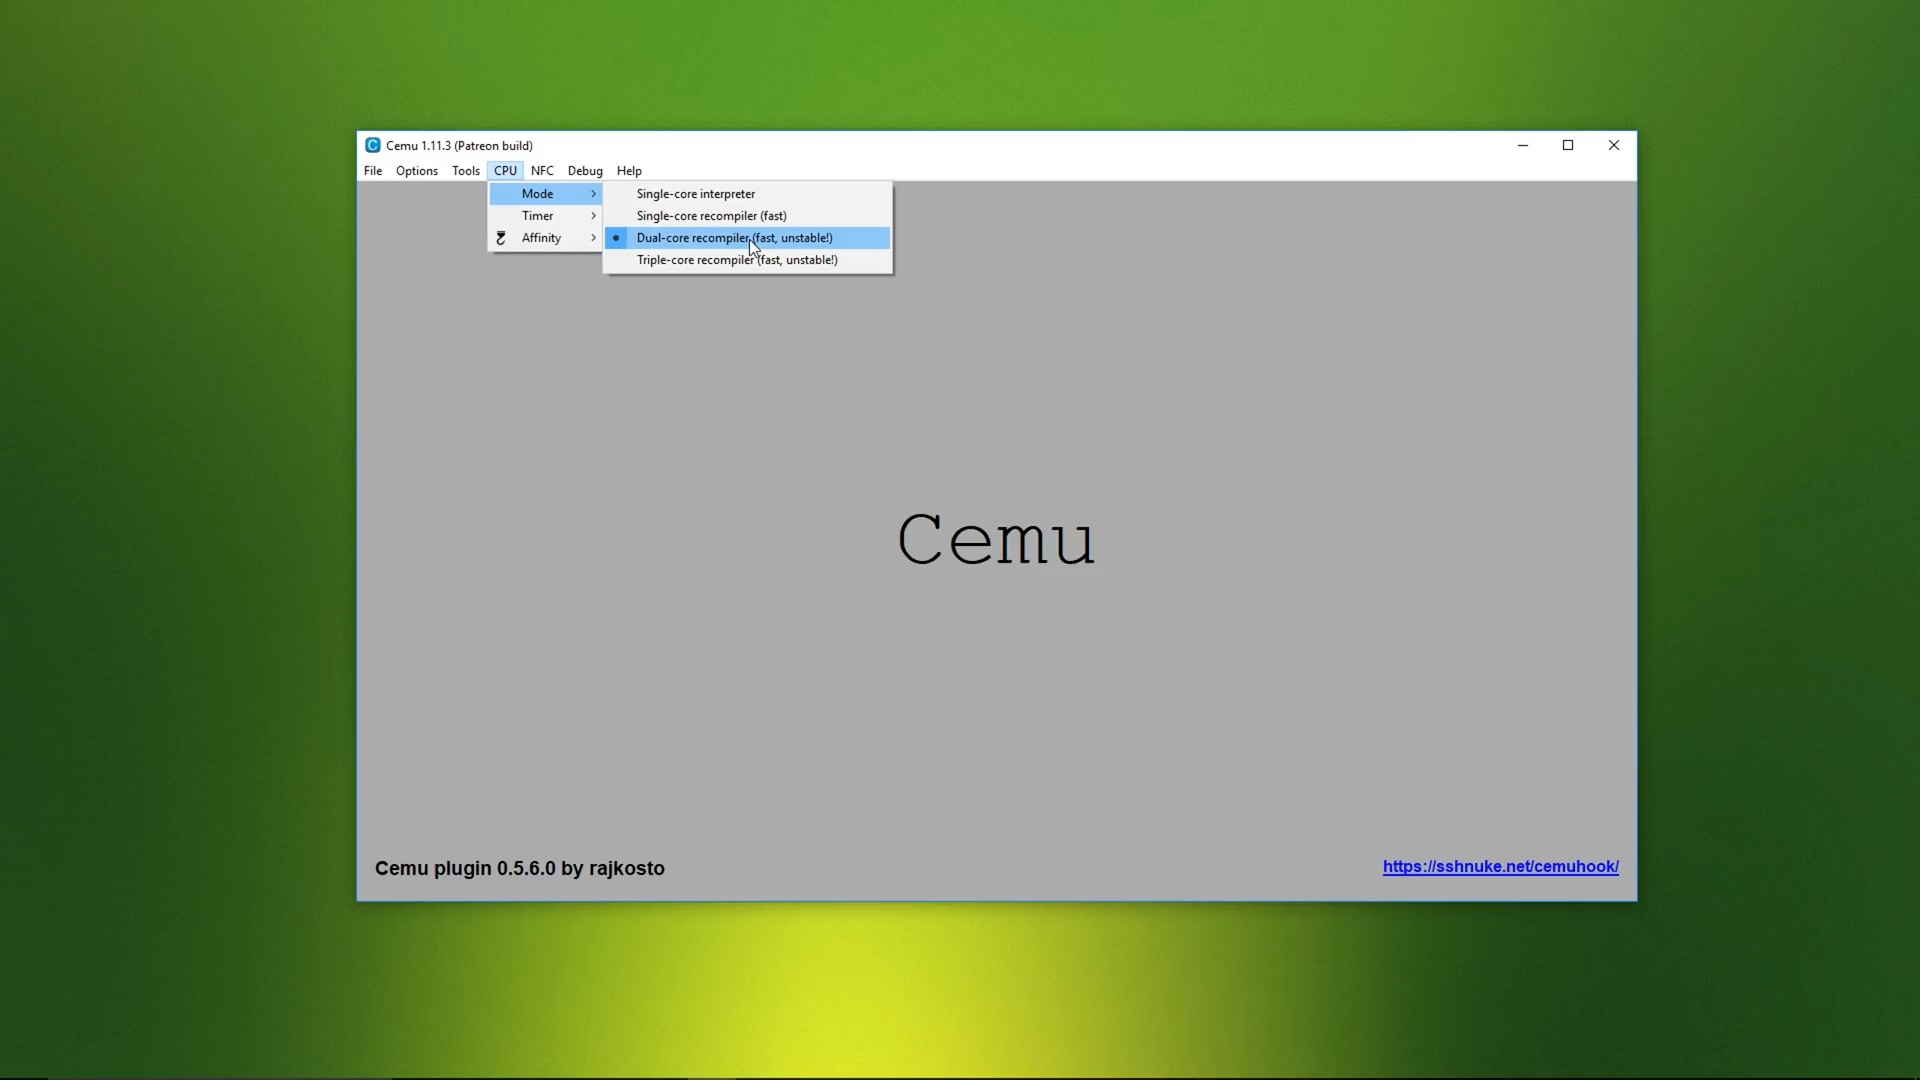 Cemu 1.11.3 (Patreon build)
File Options Tools CPU NFC Debug Help
Mode
Timer
Affinity
Single-core interpreter
Single-core recompiler (fast)
Dual-core recompiler (fast, unstable!)
Triple-core recompiler (fast, unstable!)
Cemu
Cemu plugin 0.5.6.0 by rajkosto
https://sshnuke.net/cemuhook/